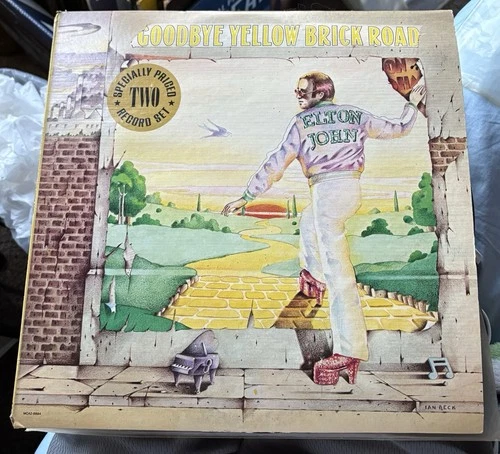 GOODBYE YELLOW BRICK ROAD
SPECIALLY PRICED
TWO
RECORD SET
ELTON
JOHN
IAN BECK